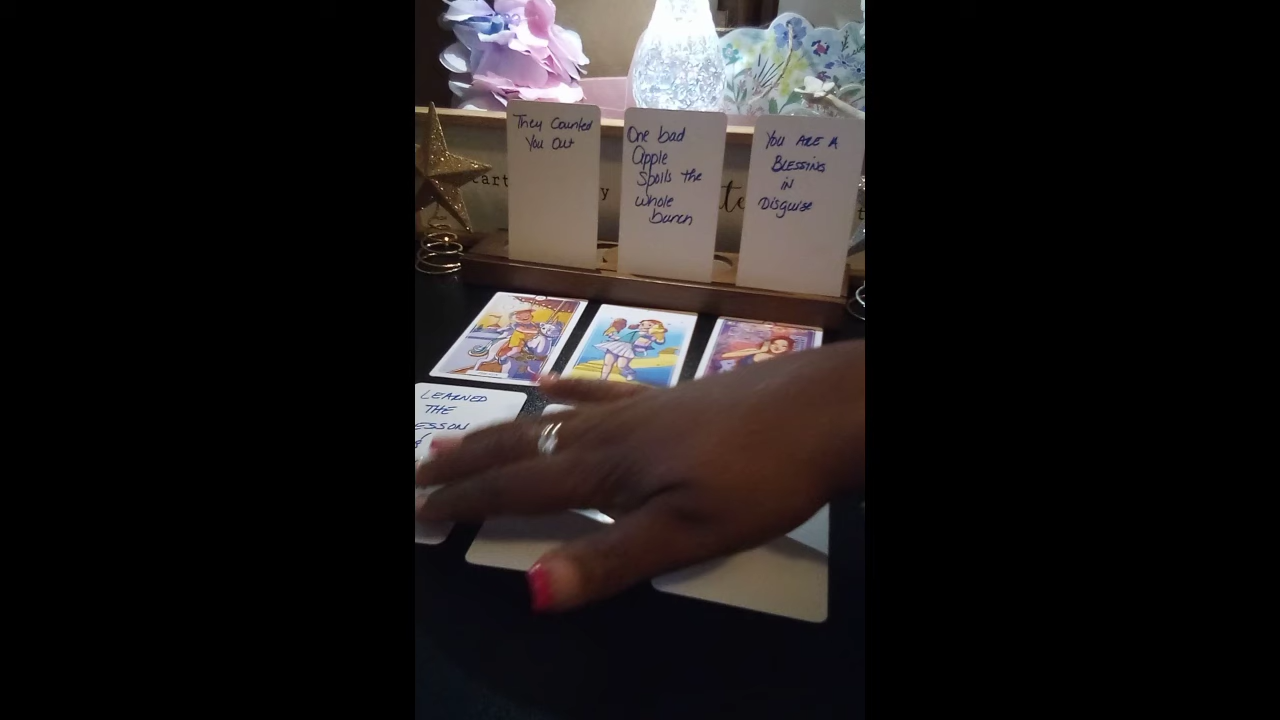 They Counted
You Out
One bad
apple
Spoils the
whole
bunch
You ARE A
BLESSING
IN
DISGUISE
LEARNED
THE
ESSON
&